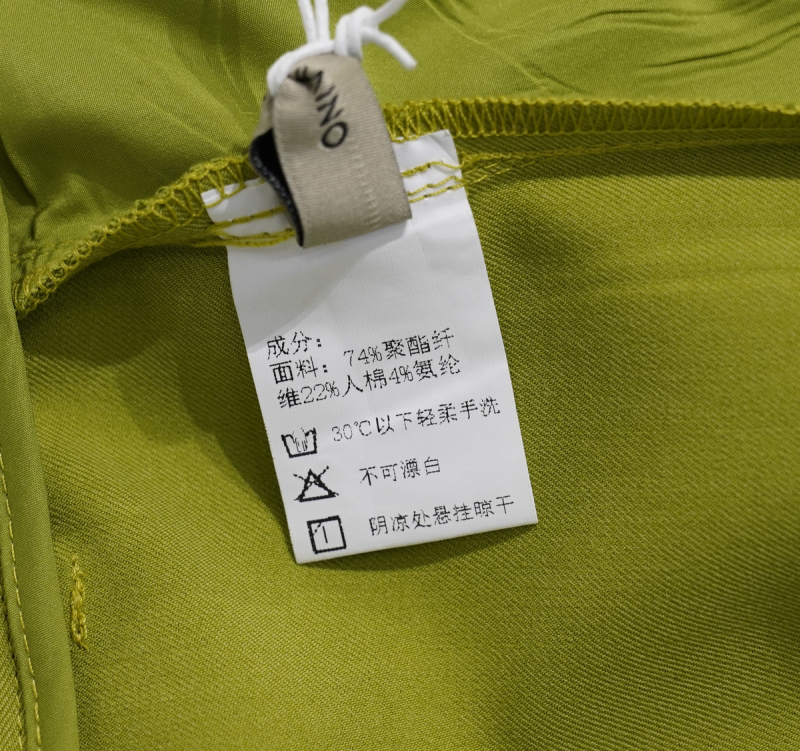 NINO
成分：
面料：74%聚酯纤
维22%人棉4%氨纶
30℃以下轻柔手洗
不可漂白
阴凉处悬挂晾干